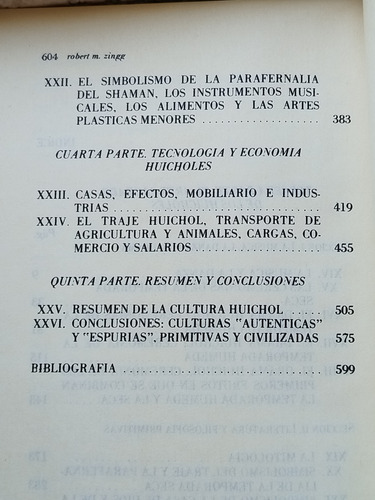 604 robert m. zingg
XXII. EL SIMBOLISMO DE LA PARAFERNALIA
DEL SHAMAN, LOS INSTRUMENTOS MUSI-
CALES, LOS ALIMENTOS Y LAS ARTES
PLASTICAS MENORES .................... 383
CUARTA PARTE. TECNOLOGIA Y ECONOMIA
HUICHOLES
XXIII. CASAS, EFECTOS, MOBILIARIO E INDUS-
TRIAS .................................. 419
XXIV. EL TRAJE HUICHOL, TRANSPORTE DE
AGRICULTURA Y ANIMALES, CARGAS, CO-
MERCIO Y SALARIOS ..................... 455
QUINTA PARTE. RESUMEN Y CONCLUSIONES
XXV. RESUMEN DE LA CULTURA HUICHOL ..... 505
XXVI. CONCLUSIONES: CULTURAS "AUTENTICAS"
Y "ESPURIAS", PRIMITIVAS Y CIVILIZADAS 575
BIBLIOGRAFIA ................................ 599